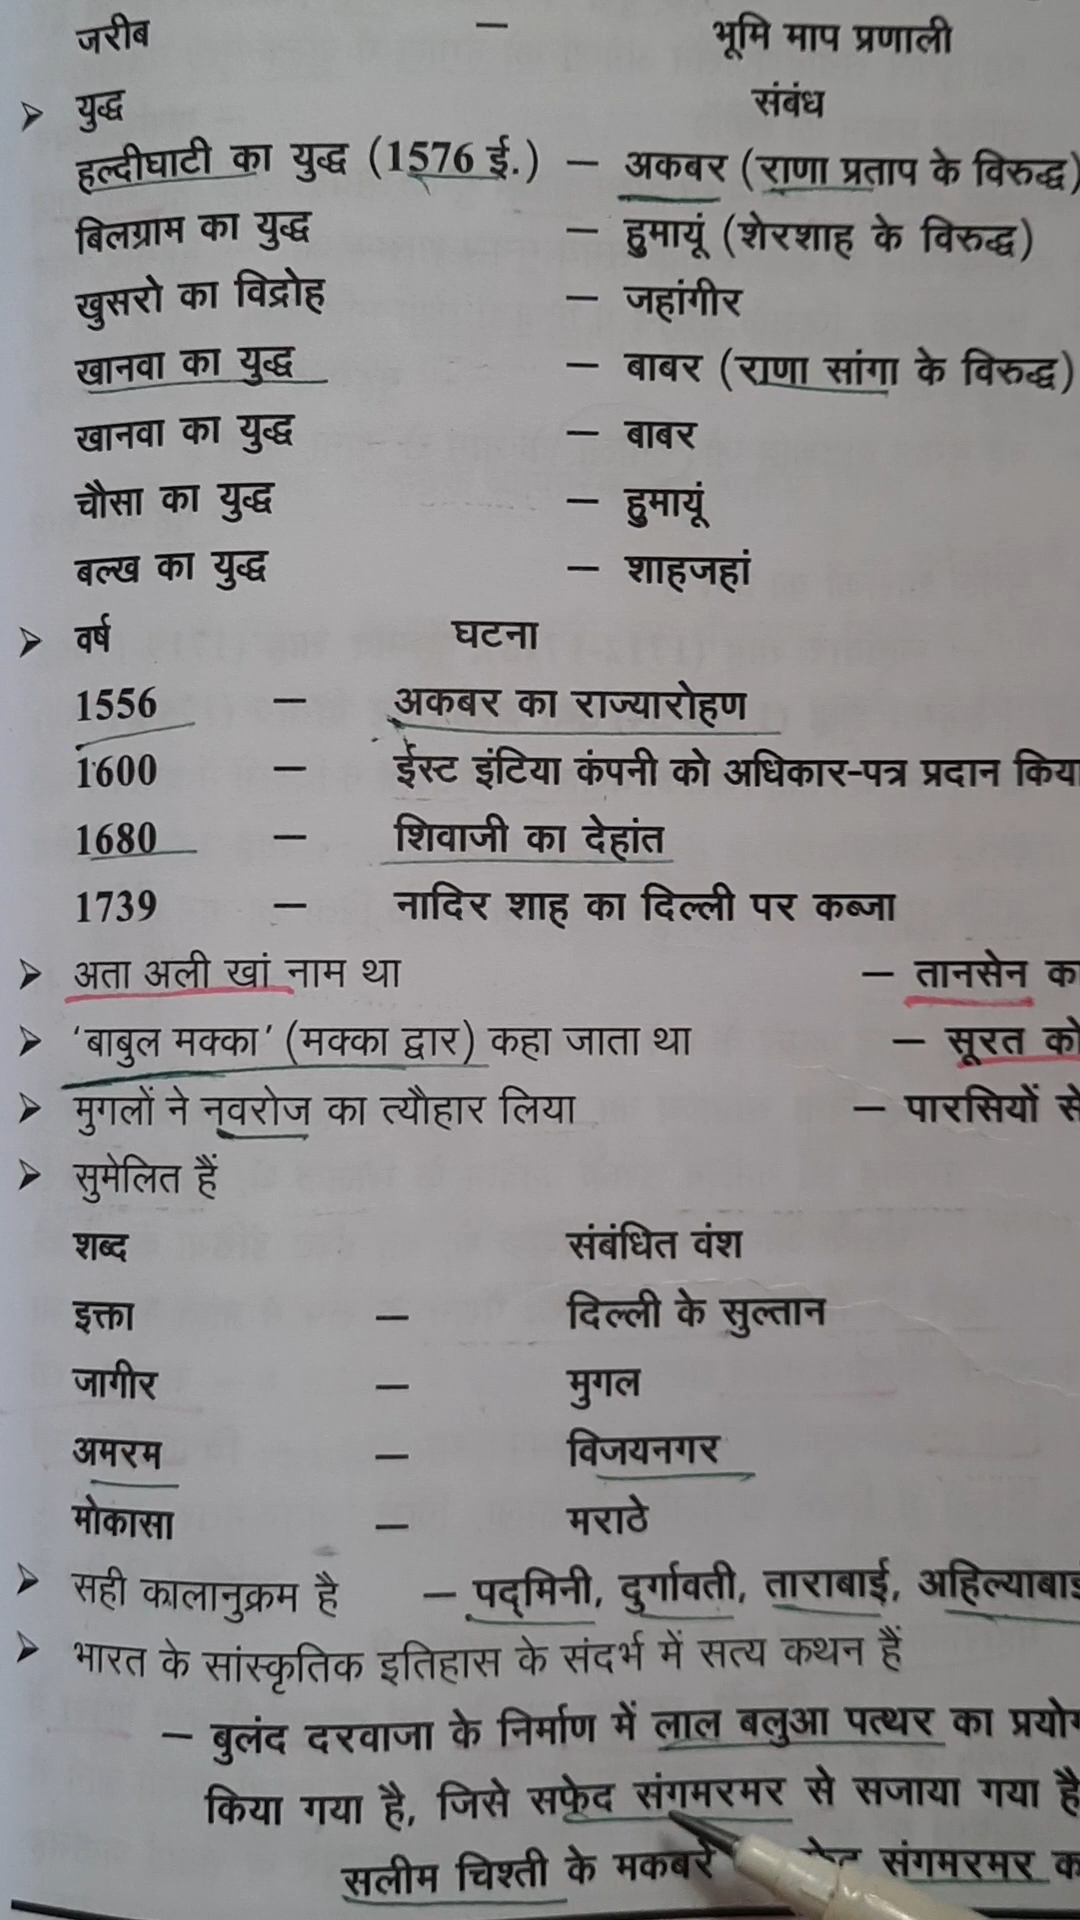 जरीब — भूमि माप प्रणाली
➢ युद्ध संबंध
हल्दीघाटी का युद्ध (1576 ई.) — अकबर (राणा प्रताप के विरुद्ध)
बिलग्राम का युद्ध — हुमायूं (शेरशाह के विरुद्ध)
खुसरो का विद्रोह — जहांगीर
खानवा का युद्ध — बाबर (राणा सांगा के विरुद्ध)
खानवा का युद्ध — बाबर
चौसा का युद्ध — हुमायूं
बल्ख का युद्ध — शाहजहां
➢ वर्ष घटना
1556 — अकबर का राज्यारोहण
1600 — ईस्ट इंटिया कंपनी को अधिकार-पत्र प्रदान किया
1680 — शिवाजी का देहांत
1739 — नादिर शाह का दिल्ली पर कब्जा
➢ अता अली खां नाम था — तानसेन का
➢ 'बाबुल मक्का' (मक्का द्वार) कहा जाता था — सूरत को
➢ मुगलों ने नवरोज का त्यौहार लिया — पारसियों से
➢ सुमेलित हैं
शब्द संबंधित वंश
इक्ता — दिल्ली के सुल्तान
जागीर — मुगल
अमरम — विजयनगर
मोकासा — मराठे
➢ सही कालानुक्रम है — पद्मिनी, दुर्गावती, ताराबाई, अहिल्याबाई
➢ भारत के सांस्कृतिक इतिहास के संदर्भ में सत्य कथन हैं
— बुलंद दरवाजा के निर्माण में लाल बलुआ पत्थर का प्रयोग
किया गया है, जिसे सफेद संगमरमर से सजाया गया है
सलीम चिश्ती के मकबरे संगमरमर का